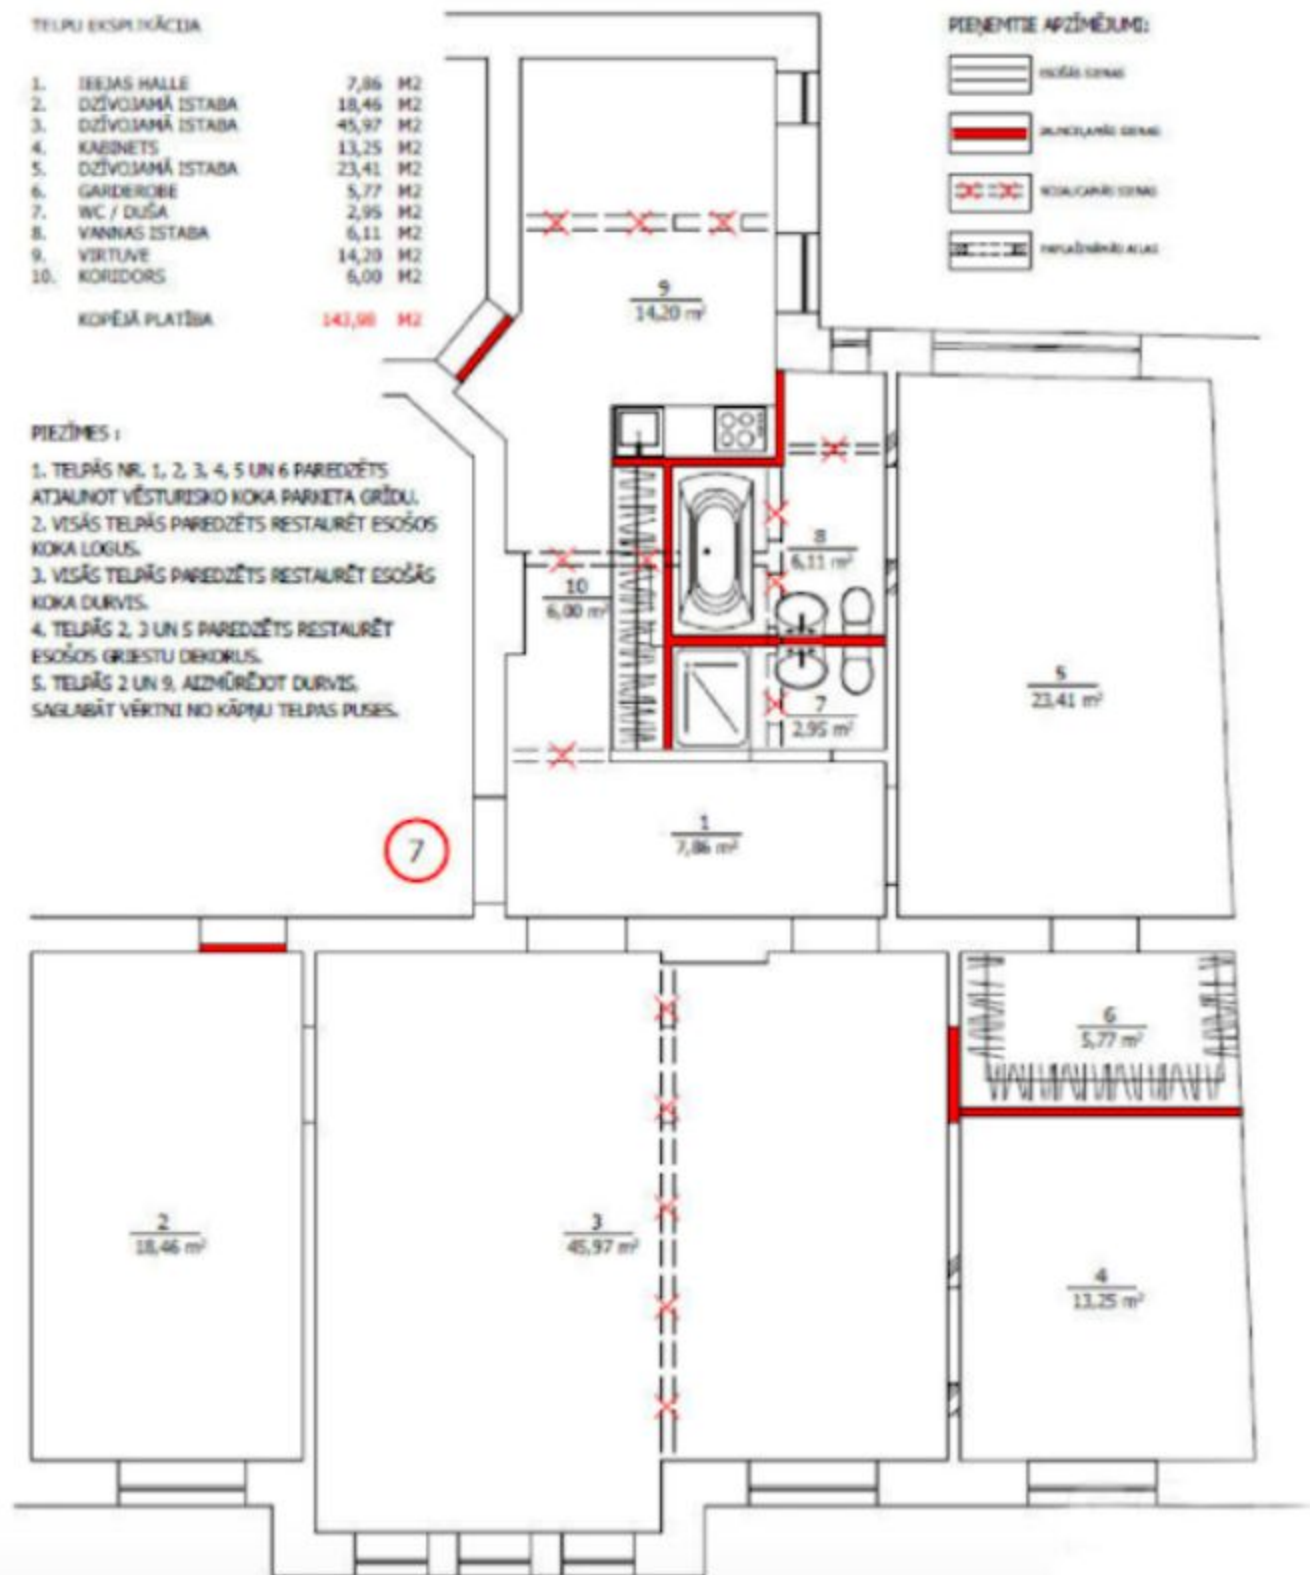 TELPU EKSPLIKĀCIJA
1. IEEJAS HALLE 7,86 M2
2. DZĪVOJAMĀ ISTABA 18,46 M2
3. DZĪVOJAMĀ ISTABA 45,97 M2
4. KABINETS 13,25 M2
5. DZĪVOJAMĀ ISTABA 23,41 M2
6. GARDEROBE 5,77 M2
7. WC / DUŠA 2,95 M2
8. VANNAS ISTABA 6,11 M2
9. VIRTUVE 14,20 M2
10. KORIDORS 6,00 M2
KOPĒJĀ PLATĪBA 143,98 M2
PIEZĪMES :
1. TELPĀS NR. 1, 2, 3, 4, 5 UN 6 PAREDZĒTS
ATJAUNOT VĒSTURISKO KOKA PARKETA GRĪDU.
2. VISĀS TELPĀS PAREDZĒTS RESTAURĒT ESOŠOS
KOKA LOGUS.
3. VISĀS TELPĀS PAREDZĒTS RESTAURĒT ESOŠĀS
KOKA DURVIS.
4. TELPĀS 2, 3 UN 5 PAREDZĒTS RESTAURĒT
ESOŠOS GRIESTU DEKORUS.
5. TELPĀS 2 UN 9, AIZMŪRĒJOT DURVIS,
SAGLABĀT VĒRTNI NO KĀPŅU TELPAS PUSES.
PIEŅEMTIE APZĪMĒJUMI:
ESOŠĀS SIENAS
JAUNCEĻAMĀS SIENAS
NOJAUCAMĀS SIENAS
9
14,20 m²
8
6,11 m²
10
6,00 m²
7
2,95 m²
5
23,41 m²
1
7,86 m²
7
6
5,77 m²
2
18,46 m²
3
45,97 m²
4
13,25 m²